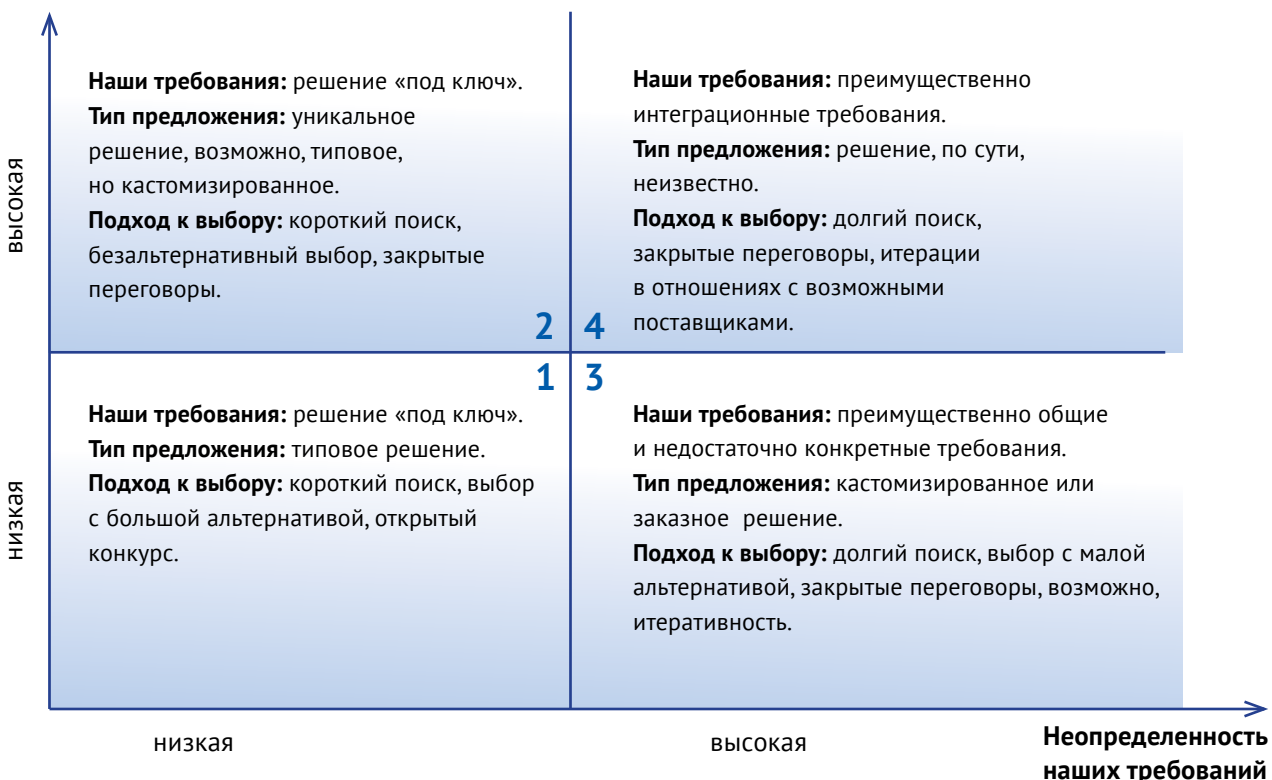 высокая
Наши требования: решение «под ключ».
Тип предложения: уникальное
решение, возможно, типовое,
но кастомизированное.
Подход к выбору: короткий поиск,
безальтернативный выбор, закрытые
переговоры.
2
Наши требования: преимущественно
интеграционные требования.
Тип предложения: решение, по сути,
неизвестно.
Подход к выбору: долгий поиск,
закрытые переговоры, итерации
в отношениях с возможными
поставщиками.
4
низкая
1
Наши требования: решение «под ключ».
Тип предложения: типовое решение.
Подход к выбору: короткий поиск, выбор
с большой альтернативой, открытый
конкурс.
3
Наши требования: преимущественно общие
и недостаточно конкретные требования.
Тип предложения: кастомизированное или
заказное решение.
Подход к выбору: долгий поиск, выбор с малой
альтернативой, закрытые переговоры, возможно,
итеративность.
низкая
высокая
Неопределенность
наших требований